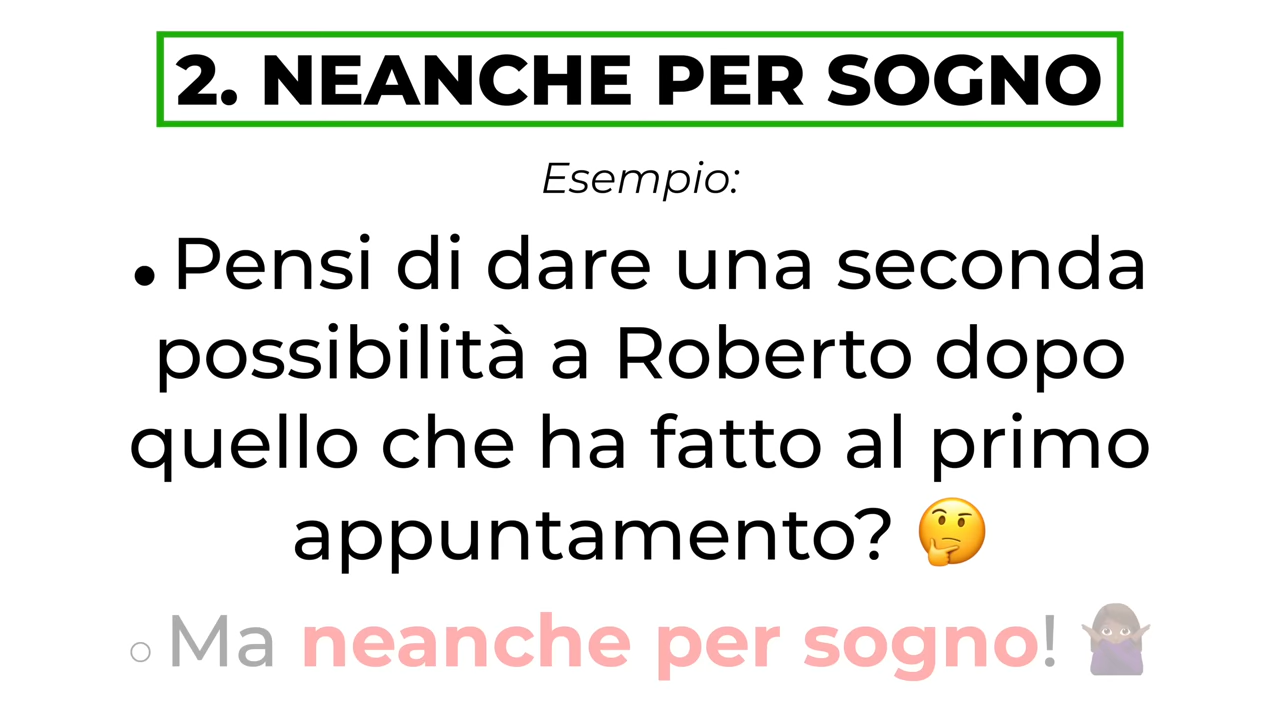 2. NEANCHE PER SOGNO
Esempio:
• Pensi di dare una seconda
possibilità a Roberto dopo
quello che ha fatto al primo
appuntamento? 🤔
○ Ma neanche per sogno! 🤷🏾‍♀️